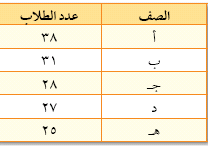 الصف عدد الطلاب
أ ٣٨
ب ٣١
جـ ٢٨
د ٢٧
هـ ٢٥